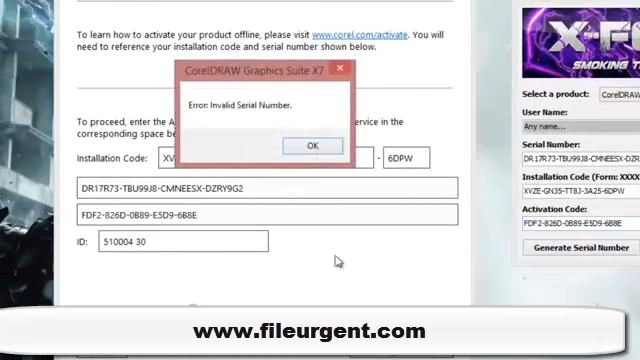 To learn how to activate your product offline, please visit www.corel.com/activate. You will
need to reference your installation code and serial number shown below.
CorelDRAW Graphics Suite X7
Error: Invalid Serial Number.
OK
To proceed, enter the A
rvice in the
corresponding space be
Installation Code:
XV
- 6DPW
DR17R73-TBU99J8-CMNEESX-DZRY9G2
FDF2-826D-0B89-E5D9-6B8E
ID: 510004 30
SMOKING T
Select a product: CorelDRAW
User Name:
Any name...
Serial Number:
DR17R73-TBU99J8-CMNEESX-DZRY
Installation Code (Form: XXXX
XVZE-GN35-TT8J-3A25-6DPW
Activation Code:
FDF2-826D-0B89-E5D9-6B8E
Generate Serial Number
www.fileurgent.com